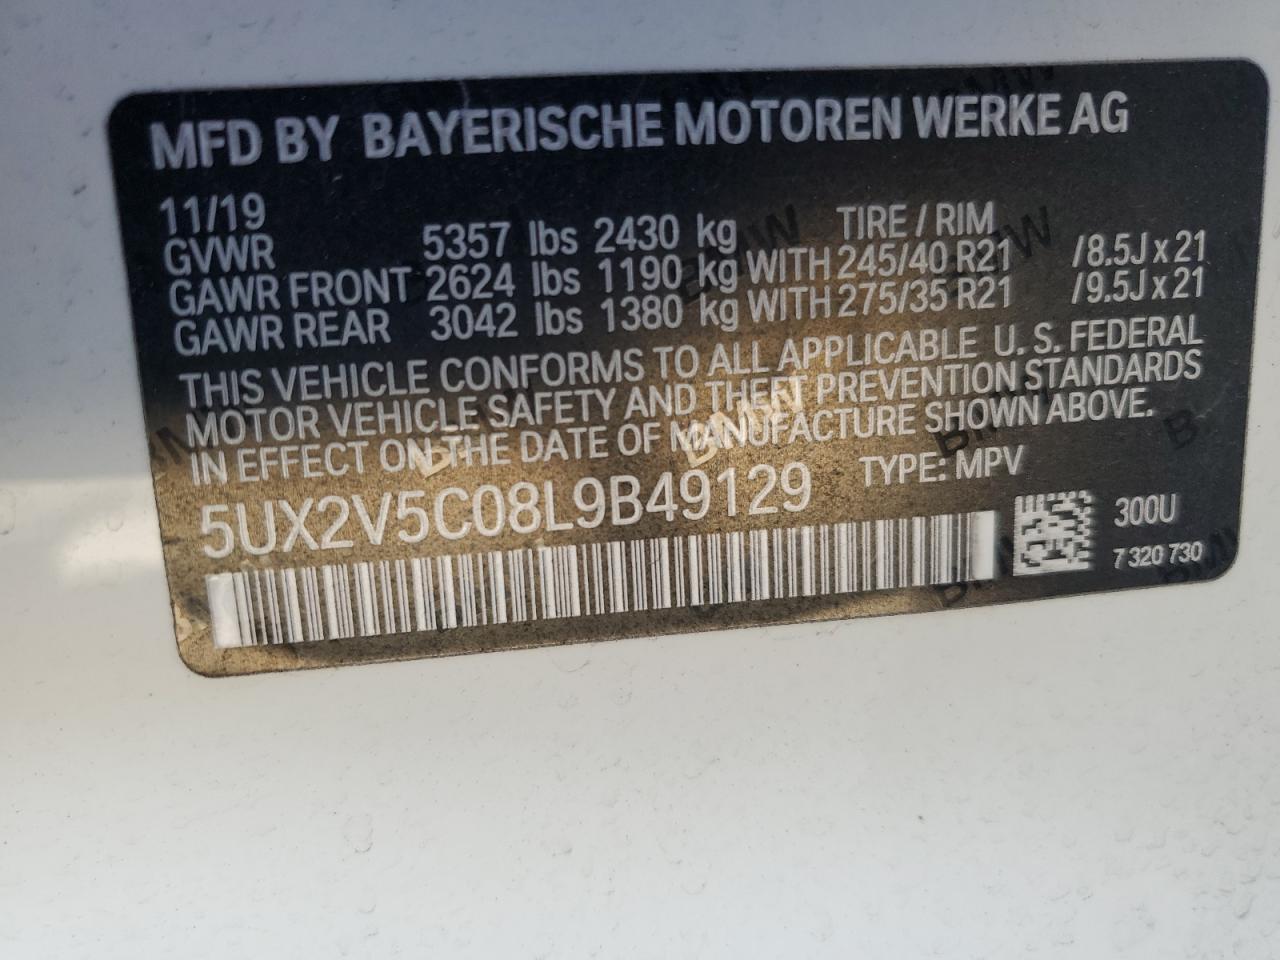 MFD BY BAYERISCHE MOTOREN WERKE AG
11/19
GVWR 5357 lbs 2430 kg TIRE / RIM
GAWR FRONT 2624 lbs 1190 kg WITH 245/40 R21 /8.5J x 21
GAWR REAR 3042 lbs 1380 kg WITH 275/35 R21 /9.5J x 21
THIS VEHICLE CONFORMS TO ALL APPLICABLE U. S. FEDERAL
MOTOR VEHICLE SAFETY AND THEFT PREVENTION STANDARDS
IN EFFECT ON THE DATE OF MANUFACTURE SHOWN ABOVE.
5UX2V5C08L9B49129 TYPE: MPV
300U
7 320 730